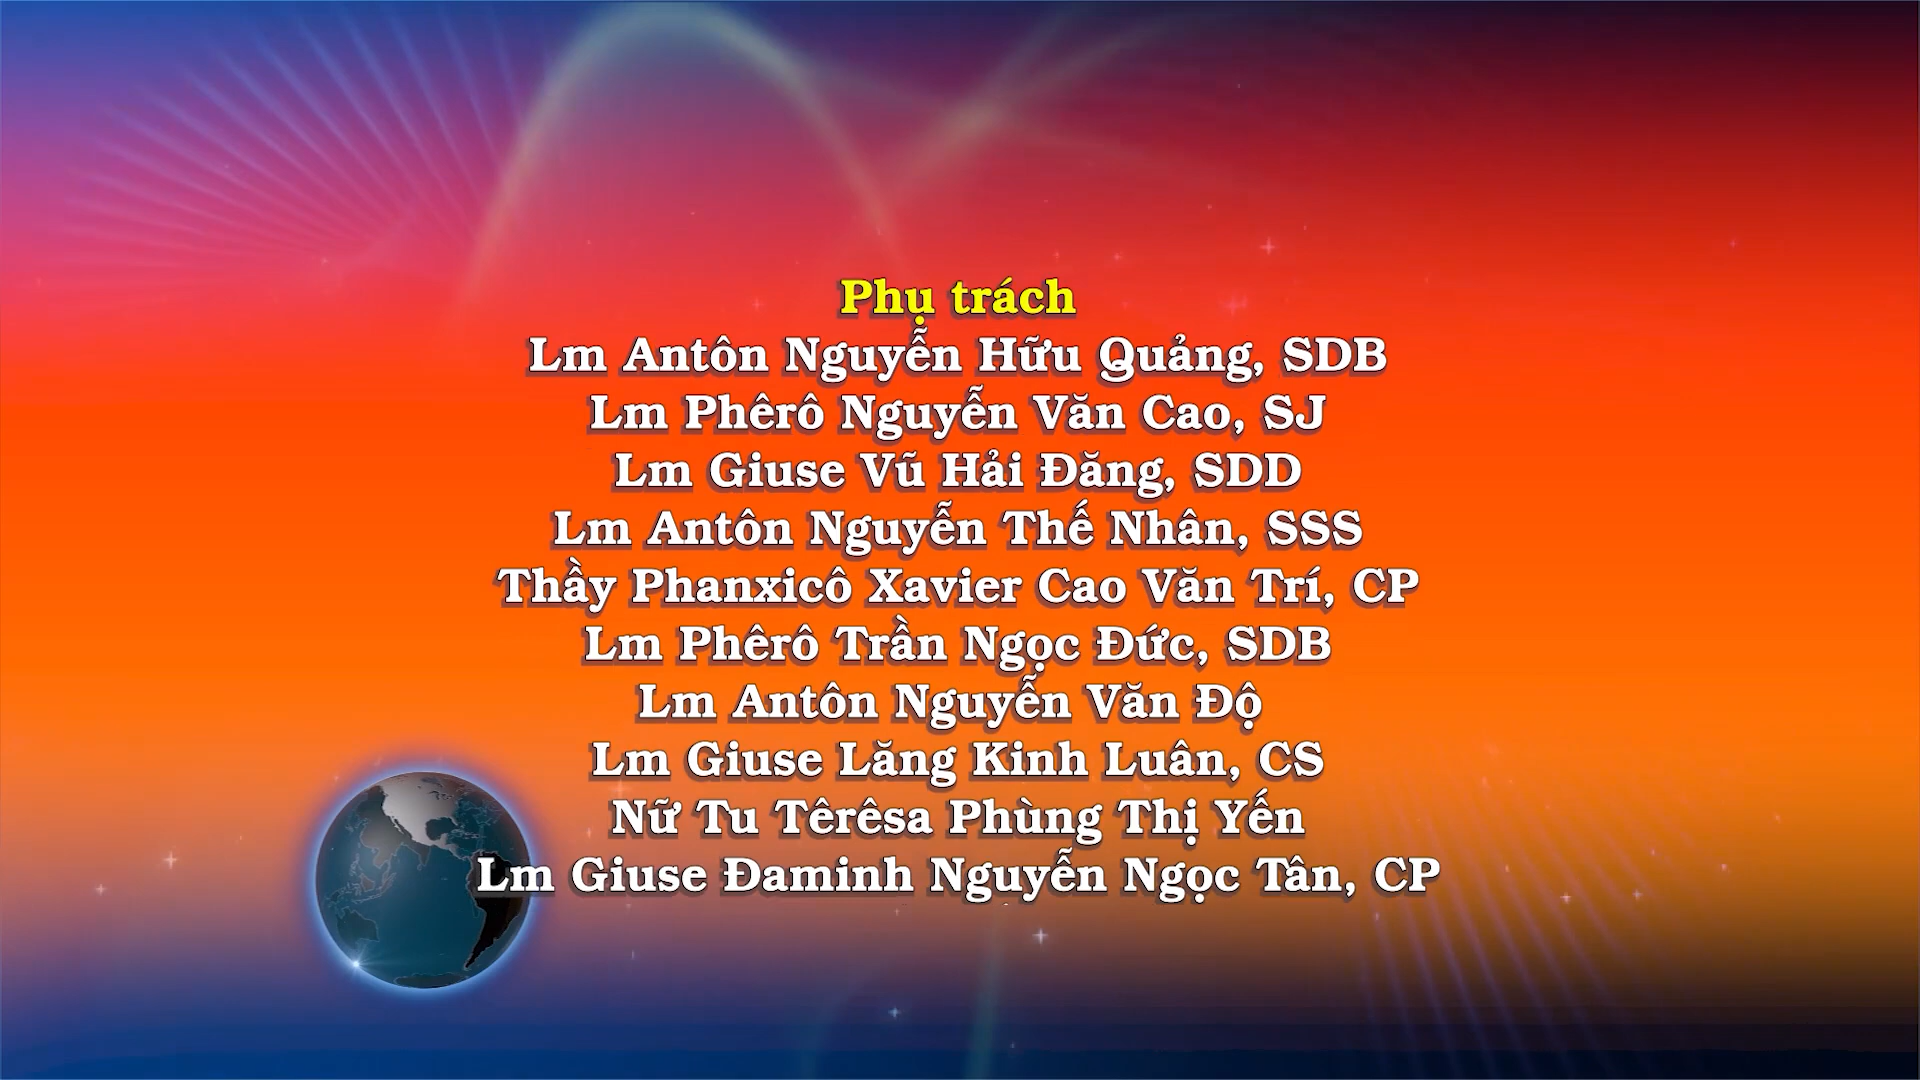 Phụ trách
Lm Antôn Nguyễn Hữu Quảng, SDB
Lm Phêrô Nguyễn Văn Cao, SJ
Lm Giuse Vũ Hải Đăng, SDD
Lm Antôn Nguyễn Thế Nhân, SSS
Thầy Phanxicô Xavier Cao Văn Trí, CP
Lm Phêrô Trần Ngọc Đức, SDB
Lm Antôn Nguyễn Văn Độ
Lm Giuse Lăng Kinh Luân, CS
Nữ Tu Têrêsa Phùng Thị Yến
Lm Giuse Đaminh Nguyễn Ngọc Tân, CP